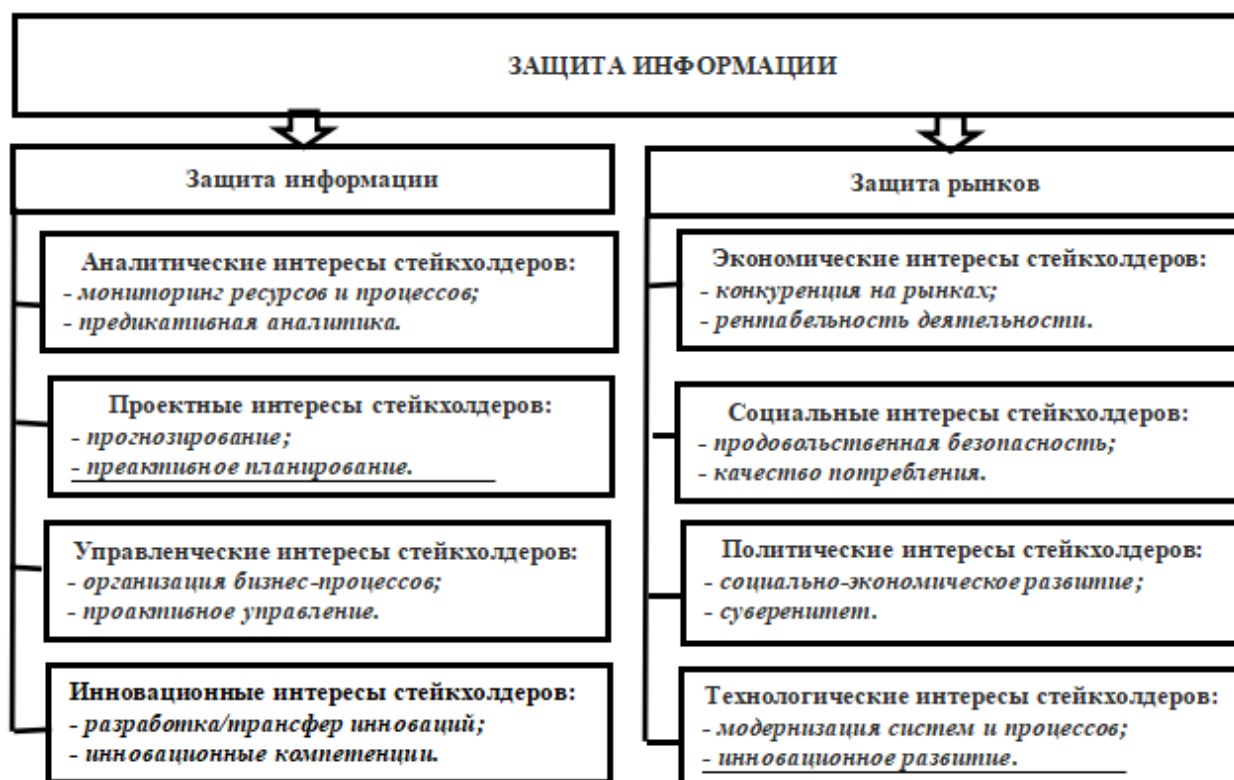 ЗАЩИТА ИНФОРМАЦИИ
Защита информации
Аналитические интересы стейкхолдеров:
- мониторинг ресурсов и процессов;
- предикативная аналитика.
Проектные интересы стейкхолдеров:
- прогнозирование;
- преактивное планирование.
Управленческие интересы стейкхолдеров:
- организация бизнес-процессов;
- проактивное управление.
Инновационные интересы стейкхолдеров:
- разработка/трансфер инноваций;
- инновационные компетенции.
Защита рынков
Экономические интересы стейкхолдеров:
- конкуренция на рынках;
- рентабельность деятельности.
Социальные интересы стейкхолдеров:
- продовольственная безопасность;
- качество потребления.
Политические интересы стейкхолдеров:
- социально-экономическое развитие;
- суверенитет.
Технологические интересы стейкхолдеров:
- модернизация систем и процессов;
- инновационное развитие.